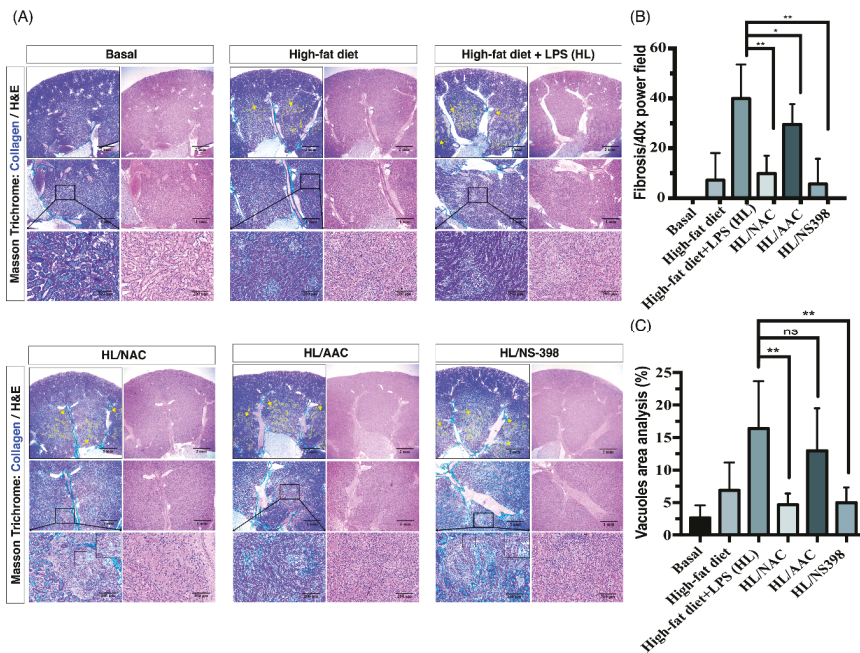 (A)
Basal
High-fat diet
High-fat diet + LPS (HL)
Masson Trichrome: Collagen / H&E
HL/NAC
HL/AAC
HL/NS-398
Masson Trichrome: Collagen / H&E
(B)
**
*
**
60
40
20
0
Fibrosis/40x power field
Basal
High-fat diet
High-fat diet+LPS (HL)
HL/NAC
HL/AAC
HL/NS398
(C)
**
ns
**
25
20
15
10
5
0
Vacuoles area analysis (%)
Basal
High-fat diet
High-fat diet+LPS (HL)
HL/NAC
HL/AAC
HL/NS398